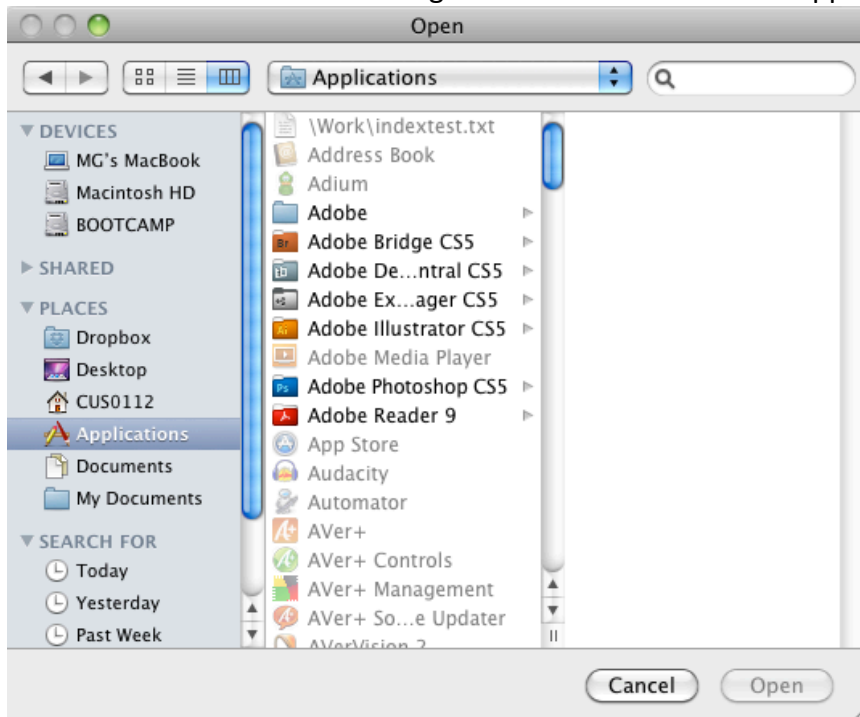 Open
Applications
DEVICES
MG's MacBook
Macintosh HD
BOOTCAMP
SHARED
PLACES
Dropbox
Desktop
CUS0112
Applications
Documents
My Documents
SEARCH FOR
Today
Yesterday
Past Week
\Work\indextest.txt
Address Book
Adium
Adobe
Adobe Bridge CS5
Adobe De...ntral CS5
Adobe Ex...ager CS5
Adobe Illustrator CS5
Adobe Media Player
Adobe Photoshop CS5
Adobe Reader 9
App Store
Audacity
Automator
AVer+
AVer+ Controls
AVer+ Management
AVer+ So...e Updater
AVerVision 2
Cancel
Open